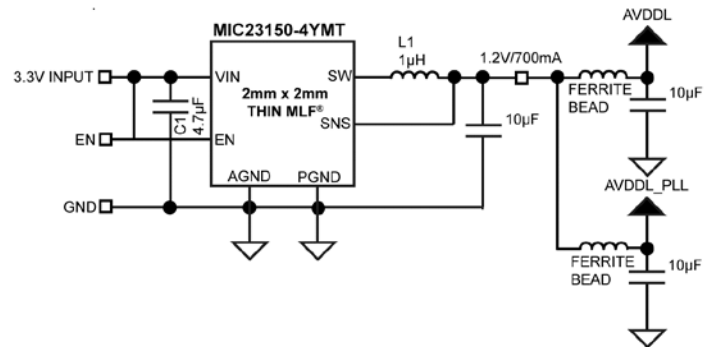 MIC23150-4YMT
3.3V INPUT
VIN
SW
L1
1µH
1.2V/700mA
AVDDL
2mm x 2mm
THIN MLF®
C1
4.7µF
SNS
10µF
FERRITE
BEAD
10µF
EN
EN
AGND
PGND
GND
AVDDL_PLL
FERRITE
BEAD
10µF